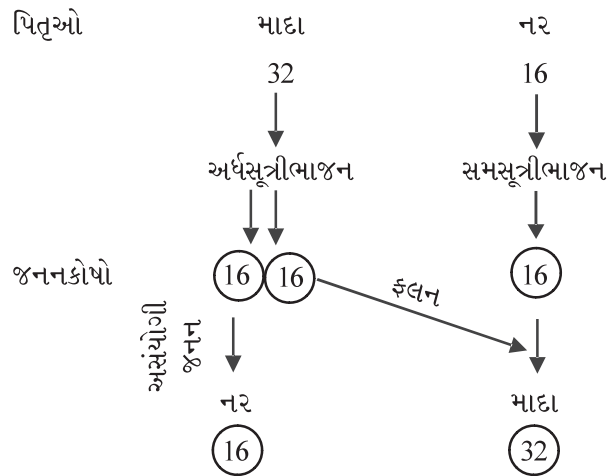 પિતૃઓ માદા નર
32 16
અર્ધસૂત્રીભાજન સમસૂત્રીભાજન
જનનકોષો 16 16 16
ફલન
અસંયોગી
જનન
નર માદા
16 32